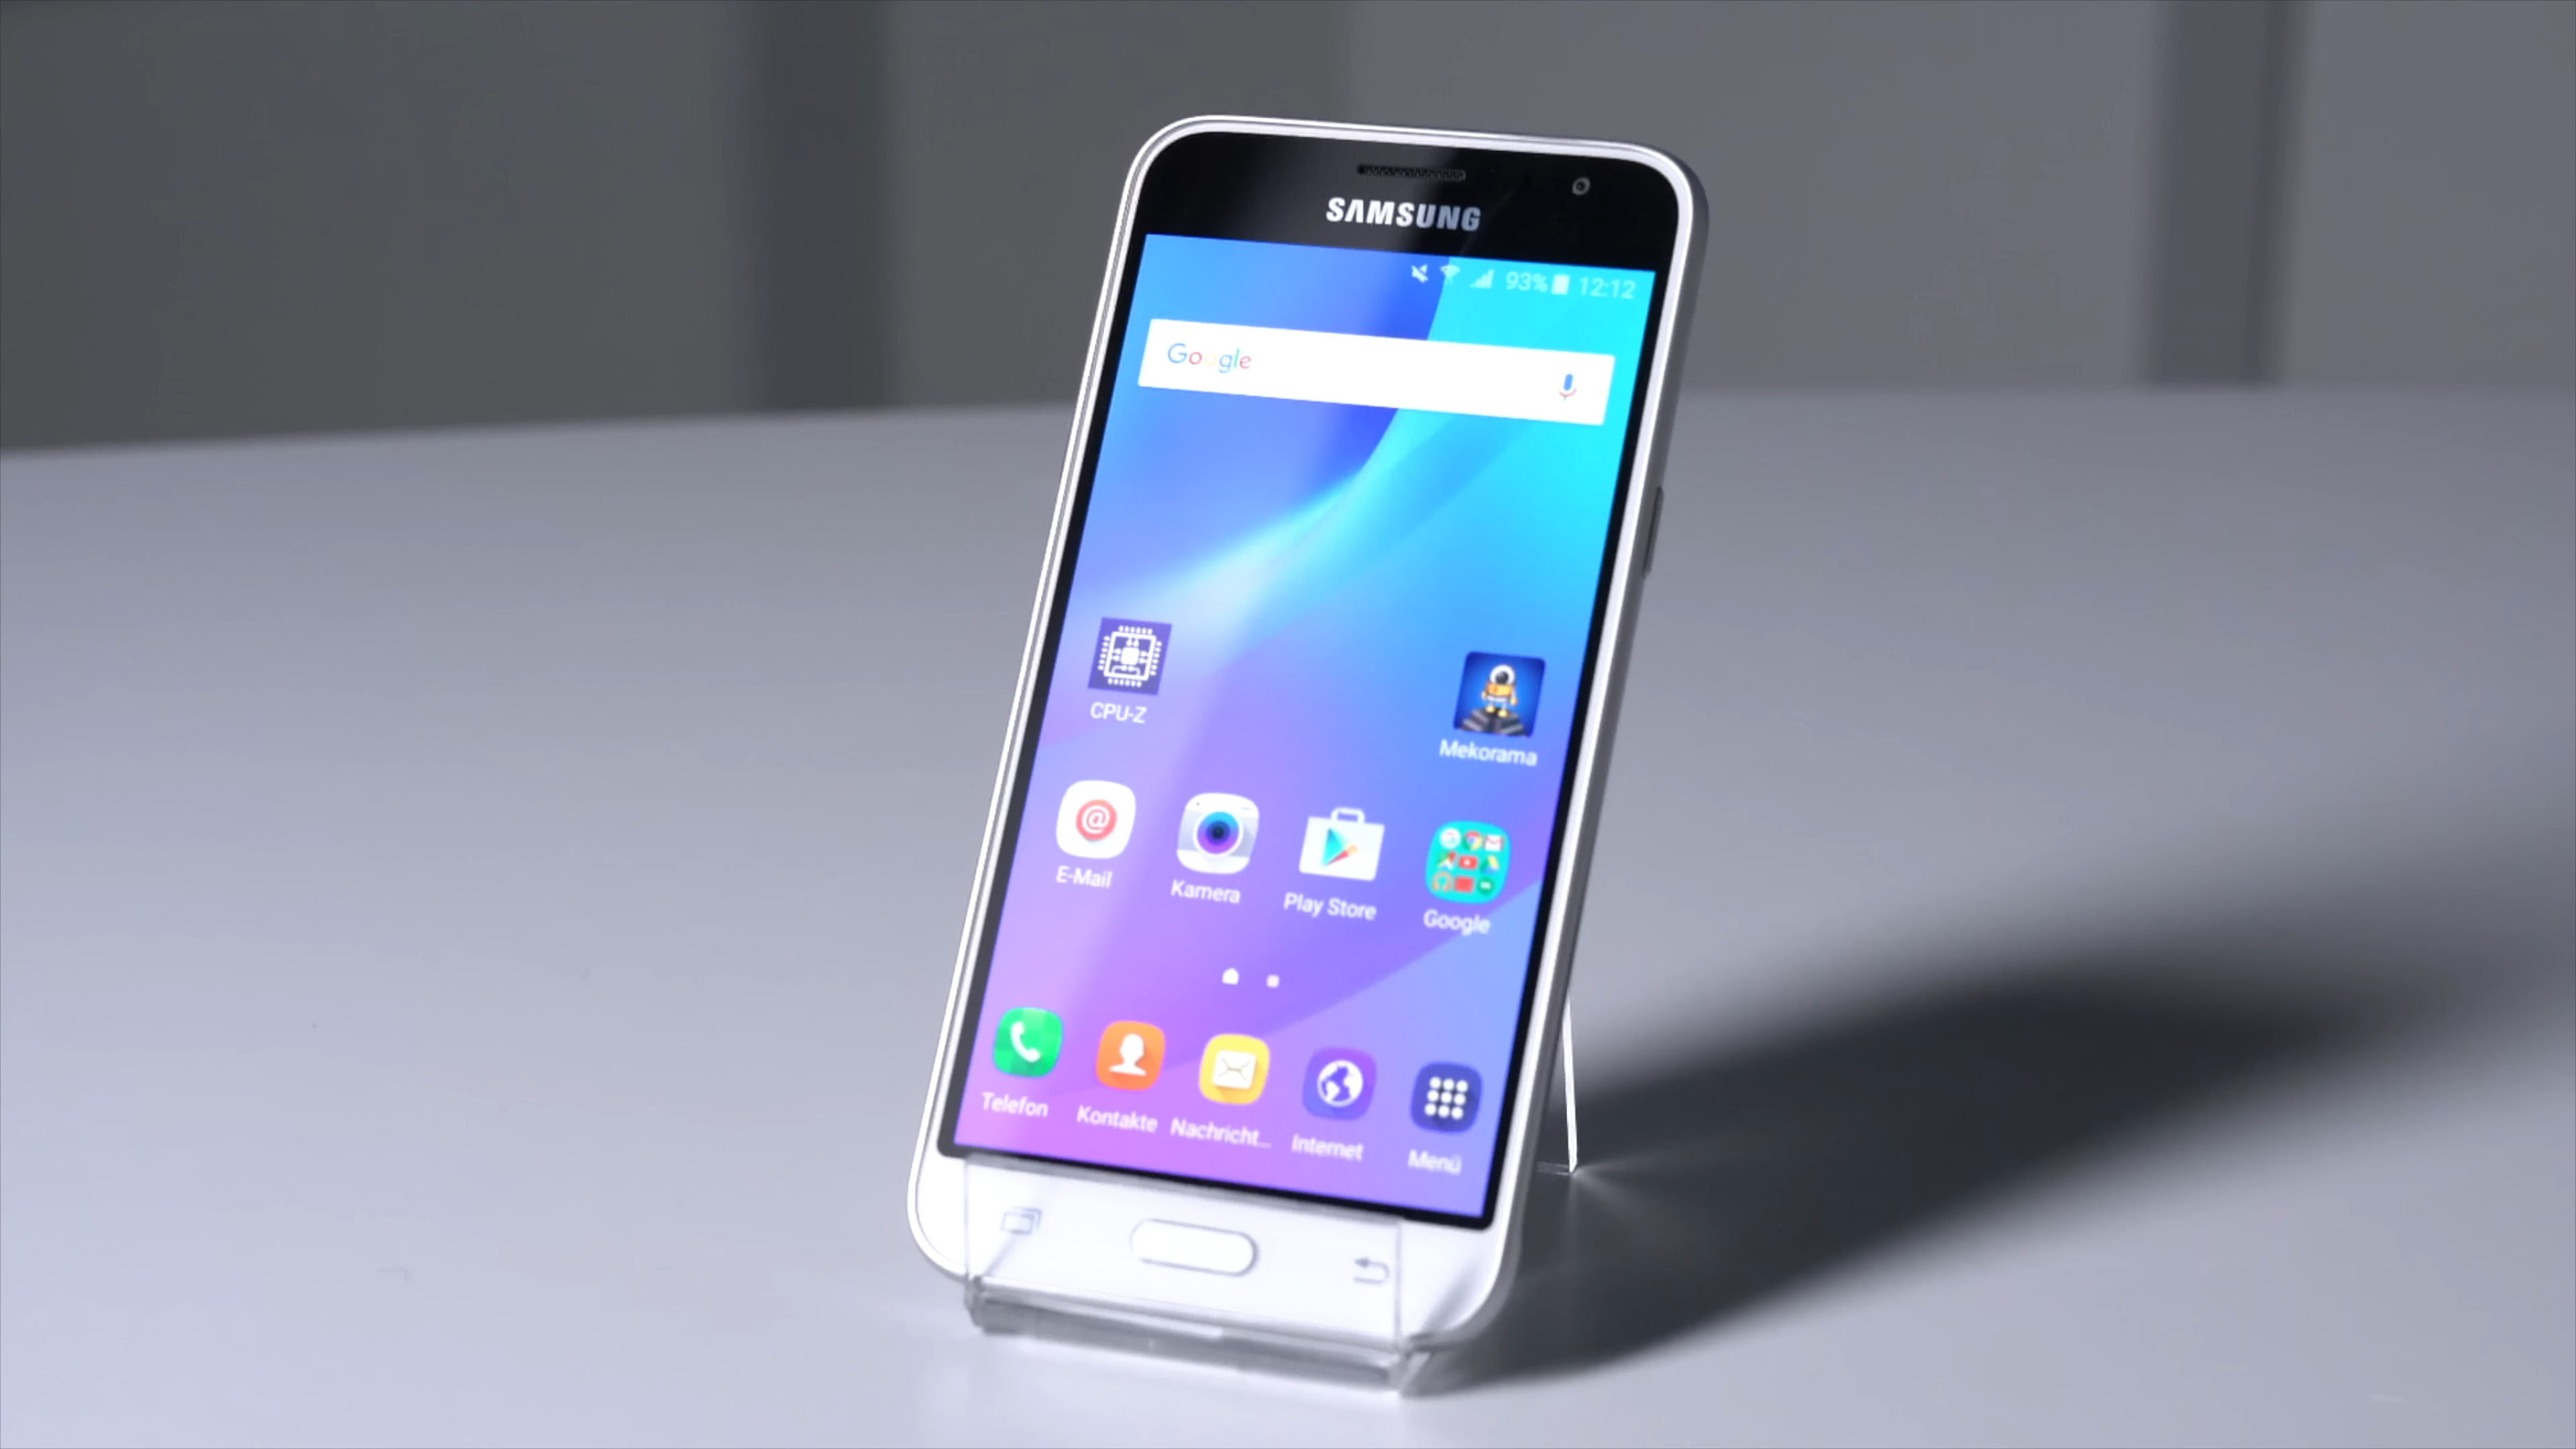 SAMSUNG
93% 12:12
Google
CPU-Z
Mekorama
E-Mail
Kamera
Play Store
Google
Telefon
Kontakte
Nachricht...
Internet
Menü